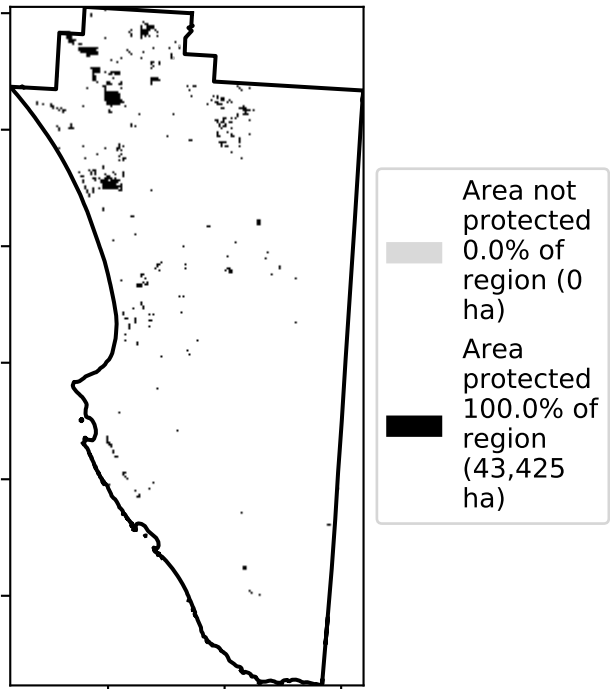 Area not
protected
0.0% of
region (0
ha)
Area
protected
100.0% of
region
(43,425
ha)